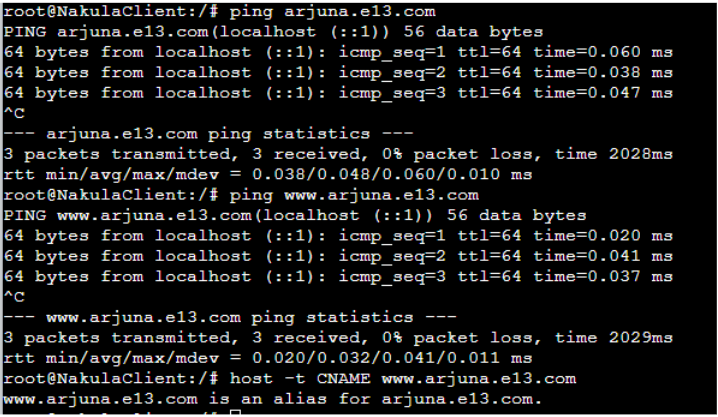 root@NakulaClient:/# ping arjuna.e13.com
PING arjuna.e13.com(localhost (::1)) 56 data bytes
64 bytes from localhost (::1): icmp_seq=1 ttl=64 time=0.060 ms
64 bytes from localhost (::1): icmp_seq=2 ttl=64 time=0.038 ms
64 bytes from localhost (::1): icmp_seq=3 ttl=64 time=0.047 ms
^C
--- arjuna.e13.com ping statistics ---
3 packets transmitted, 3 received, 0% packet loss, time 2028ms
rtt min/avg/max/mdev = 0.038/0.048/0.060/0.010 ms
root@NakulaClient:/# ping www.arjuna.e13.com
PING www.arjuna.e13.com(localhost (::1)) 56 data bytes
64 bytes from localhost (::1): icmp_seq=1 ttl=64 time=0.020 ms
64 bytes from localhost (::1): icmp_seq=2 ttl=64 time=0.041 ms
64 bytes from localhost (::1): icmp_seq=3 ttl=64 time=0.037 ms
^C
--- www.arjuna.e13.com ping statistics ---
3 packets transmitted, 3 received, 0% packet loss, time 2029ms
rtt min/avg/max/mdev = 0.020/0.032/0.041/0.011 ms
root@NakulaClient:/# host -t CNAME www.arjuna.e13.com
www.arjuna.e13.com is an alias for arjuna.e13.com.